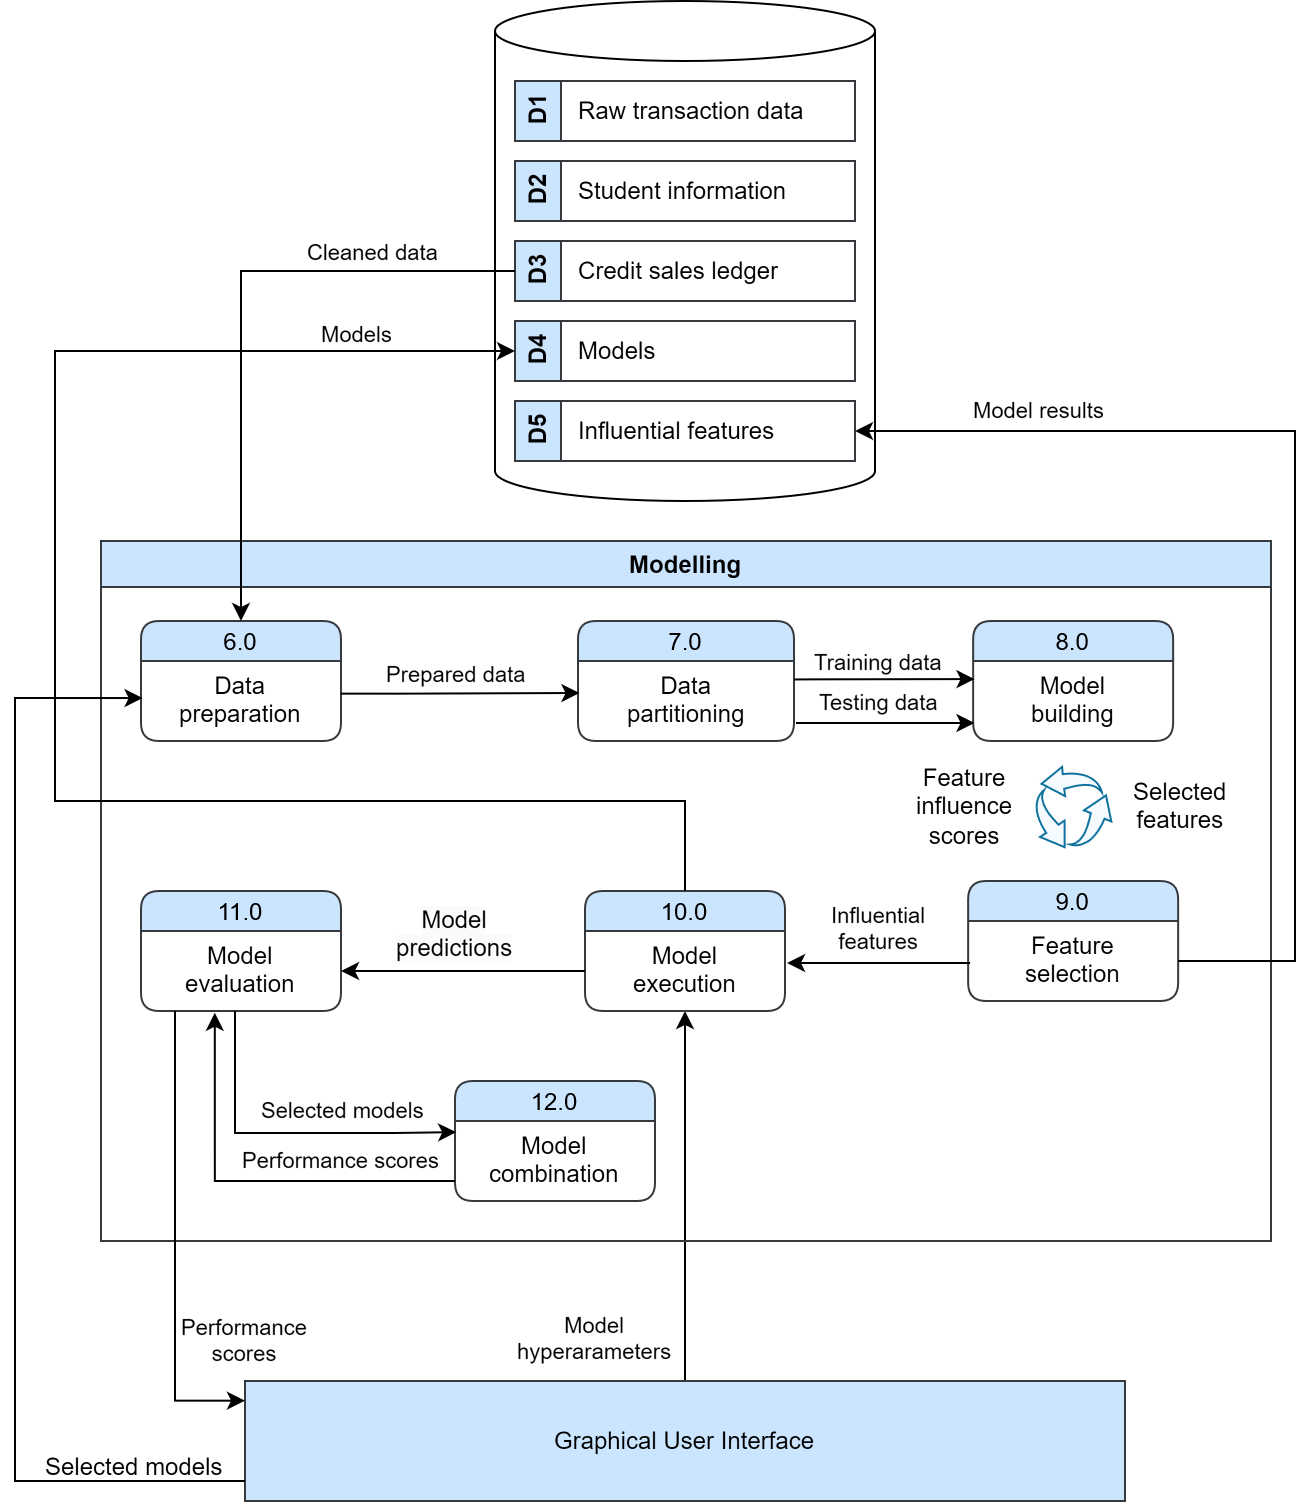 D1
Raw transaction data
D2
Student information
Cleaned data
D3
Credit sales ledger
Models
D4
Models
D5
Influential features
Model results
Modelling
6.0
Data
preparation
Prepared data
7.0
Data
partitioning
Training data
Testing data
8.0
Model
building
Feature
influence
scores
Selected
features
11.0
Model
evaluation
Model
predictions
10.0
Model
execution
Influential
features
9.0
Feature
selection
Selected models
Performance scores
12.0
Model
combination
Performance
scores
Model
hyperarameters
Graphical User Interface
Selected models